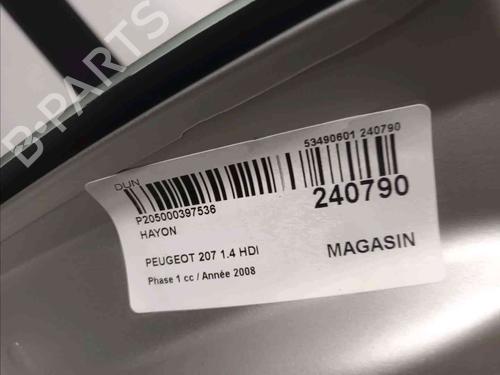 B-PARTS
DUN
53490601 240790
P205000397536
240790
HAYON
PEUGEOT 207 1.4 HDI
MAGASIN
Phase 1 cc / Année 2008